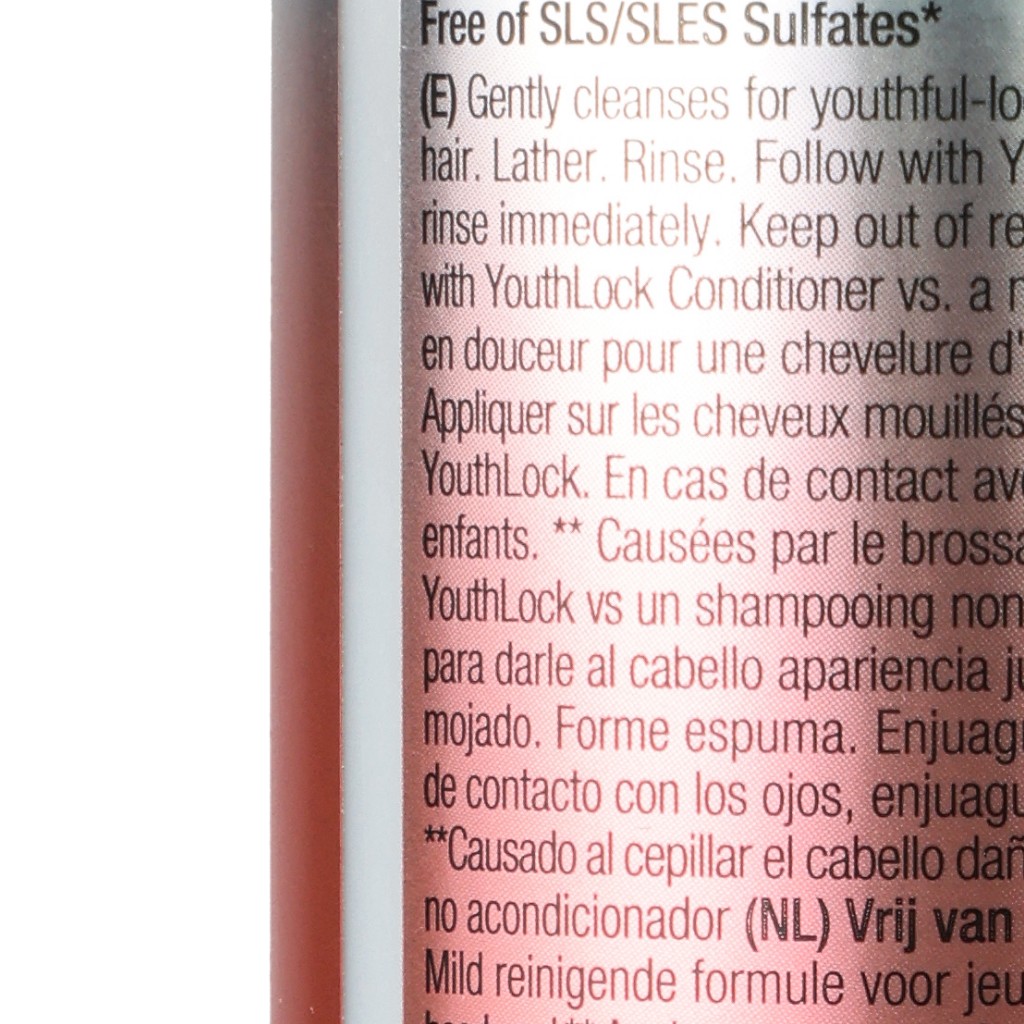 Free of SLS/SLES Sulfates*
(E) Gently cleanses for youthful-lo
hair. Lather. Rinse. Follow with Y
rinse immediately. Keep out of re
with YouthLock Conditioner vs. a
en douceur pour une chevelure d'
Appliquer sur les cheveux mouillés
YouthLock. En cas de contact ave
enfants. ** Causées par le brossa
YouthLock vs un shampooing non
para darle al cabello apariencia ju
mojado. Forme espuma. Enjuag
de contacto con los ojos, enjuagu
**Causado al cepillar el cabello dañ
no acondicionador (NL) Vrij van
Mild reinigende formule voor jeu